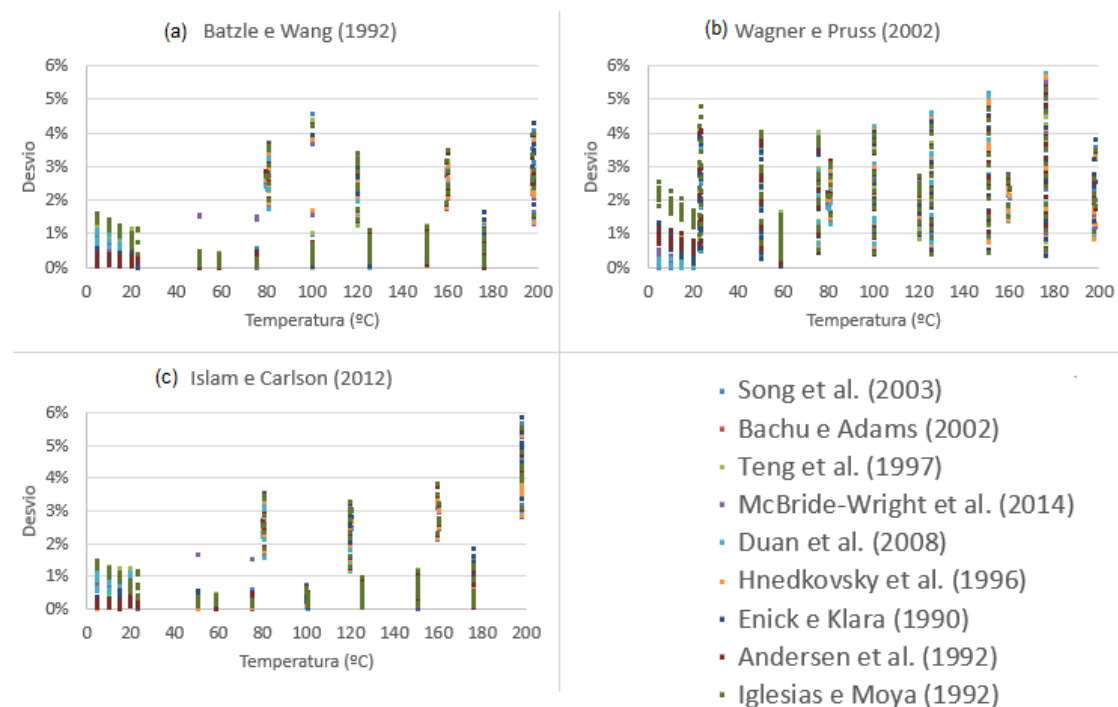 (a) Batzle e Wang (1992)
6%
5%
4%
3%
2%
1%
0%
Desvio
0 20 40 60 80 100 120 140 160 180 200
Temperatura (ºC)
(b) Wagner e Pruss (2002)
6%
5%
4%
3%
2%
1%
0%
Desvio
0 20 40 60 80 100 120 140 160 180 200
Temperatura (ºC)
(c) Islam e Carlson (2012)
6%
5%
4%
3%
2%
1%
0%
Desvio
0 20 40 60 80 100 120 140 160 180 200
Temperatura (ºC)
Song et al. (2003)
Bachu e Adams (2002)
Teng et al. (1997)
McBride-Wright et al. (2014)
Duan et al. (2008)
Hnedkovsky et al. (1996)
Enick e Klara (1990)
Andersen et al. (1992)
Iglesias e Moya (1992)